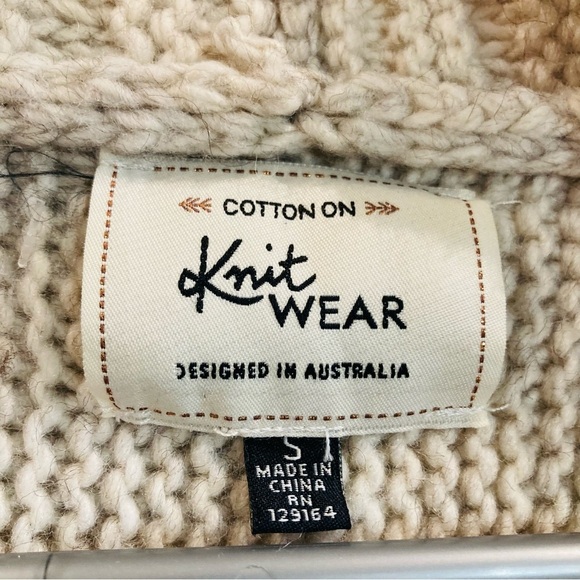 COTTON ON
Knit
WEAR
DESIGNED IN AUSTRALIA
S
MADE IN
CHINA
RN
129164